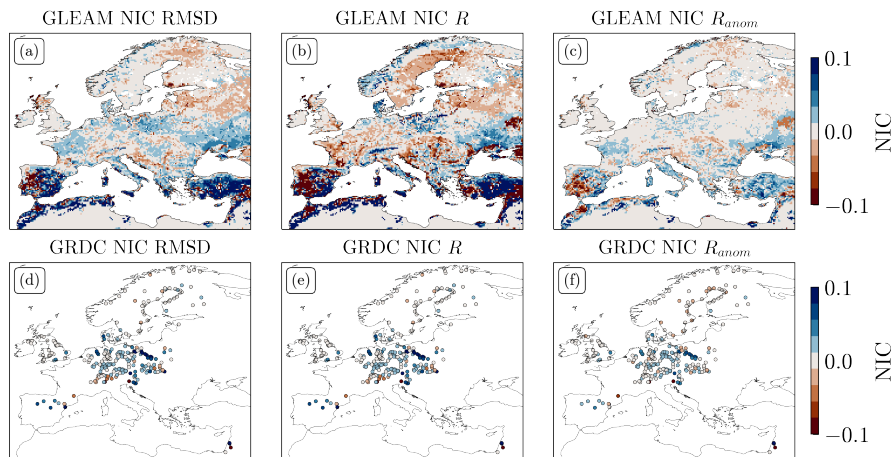 GLEAM NIC RMSD
GLEAM NIC R
GLEAM NIC R_anom
(a)
(b)
(c)
0.1
0.0
−0.1
NIC
GRDC NIC RMSD
GRDC NIC R
GRDC NIC R_anom
(d)
(e)
(f)
0.1
0.0
−0.1
NIC